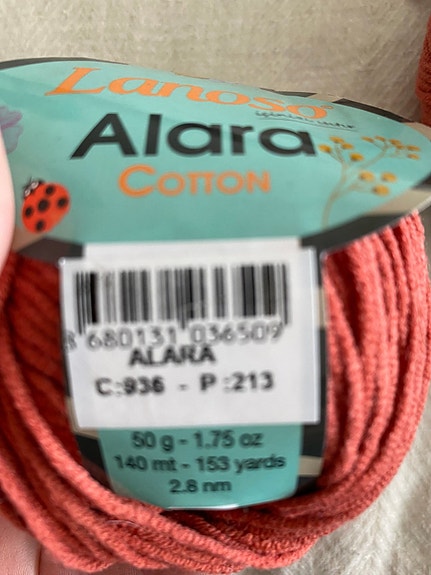 Lanoso
Alara
COTTON
8 680131 036509
ALARA
C:936 - P:213
50 g - 1.75 oz
140 mt - 153 yards
2.8 nm